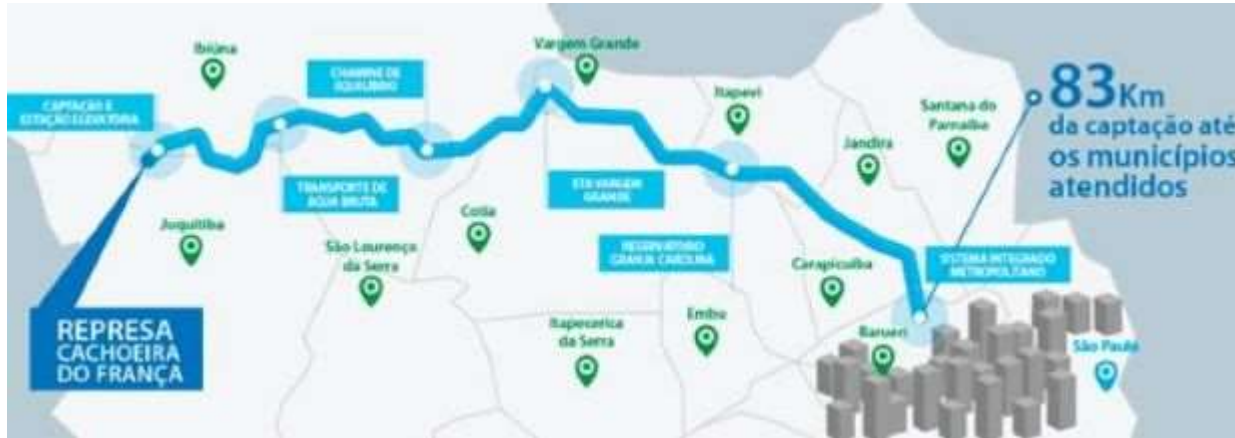 Ibiúna
Vargem Grande
CHAMINÉ DE
EQUILÍBRIO
Itapevi
83Km
da captação até
os municípios
atendidos
CAPTAÇÃO E
ESTAÇÃO ELEVATÓRIA
Santana do
Parnaíba
Jandira
TRANSPORTE DE
ÁGUA BRUTA
ETA VARGEM
GRANDE
Juquitiba
Cotia
São Lourenço
da Serra
RESERVATÓRIO
GRANJA CAROLINA
Carapicuíba
SISTEMA INTEGRADO
METROPOLITANO
REPRESA
CACHOEIRA
DO FRANÇA
Itapecerica
da Serra
Embu
Barueri
São Paulo